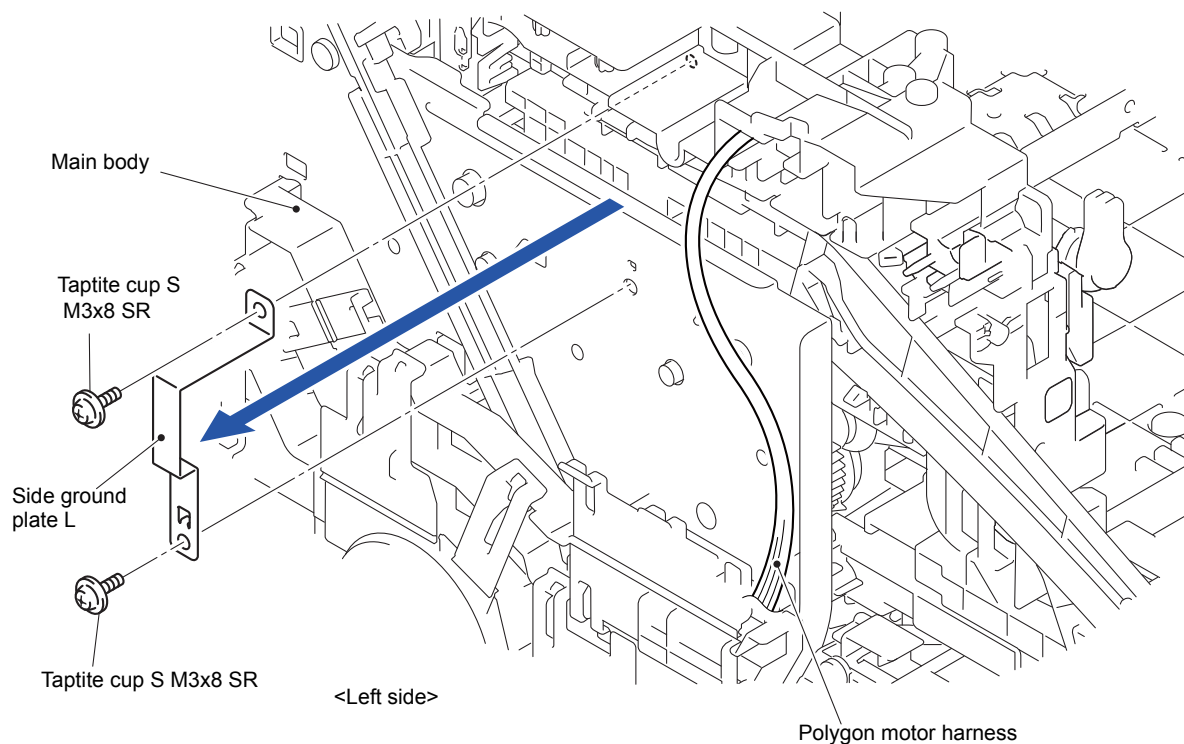 Main body
Taptite cup S
M3x8 SR
Side ground
plate L
Taptite cup S M3x8 SR
<Left side>
Polygon motor harness